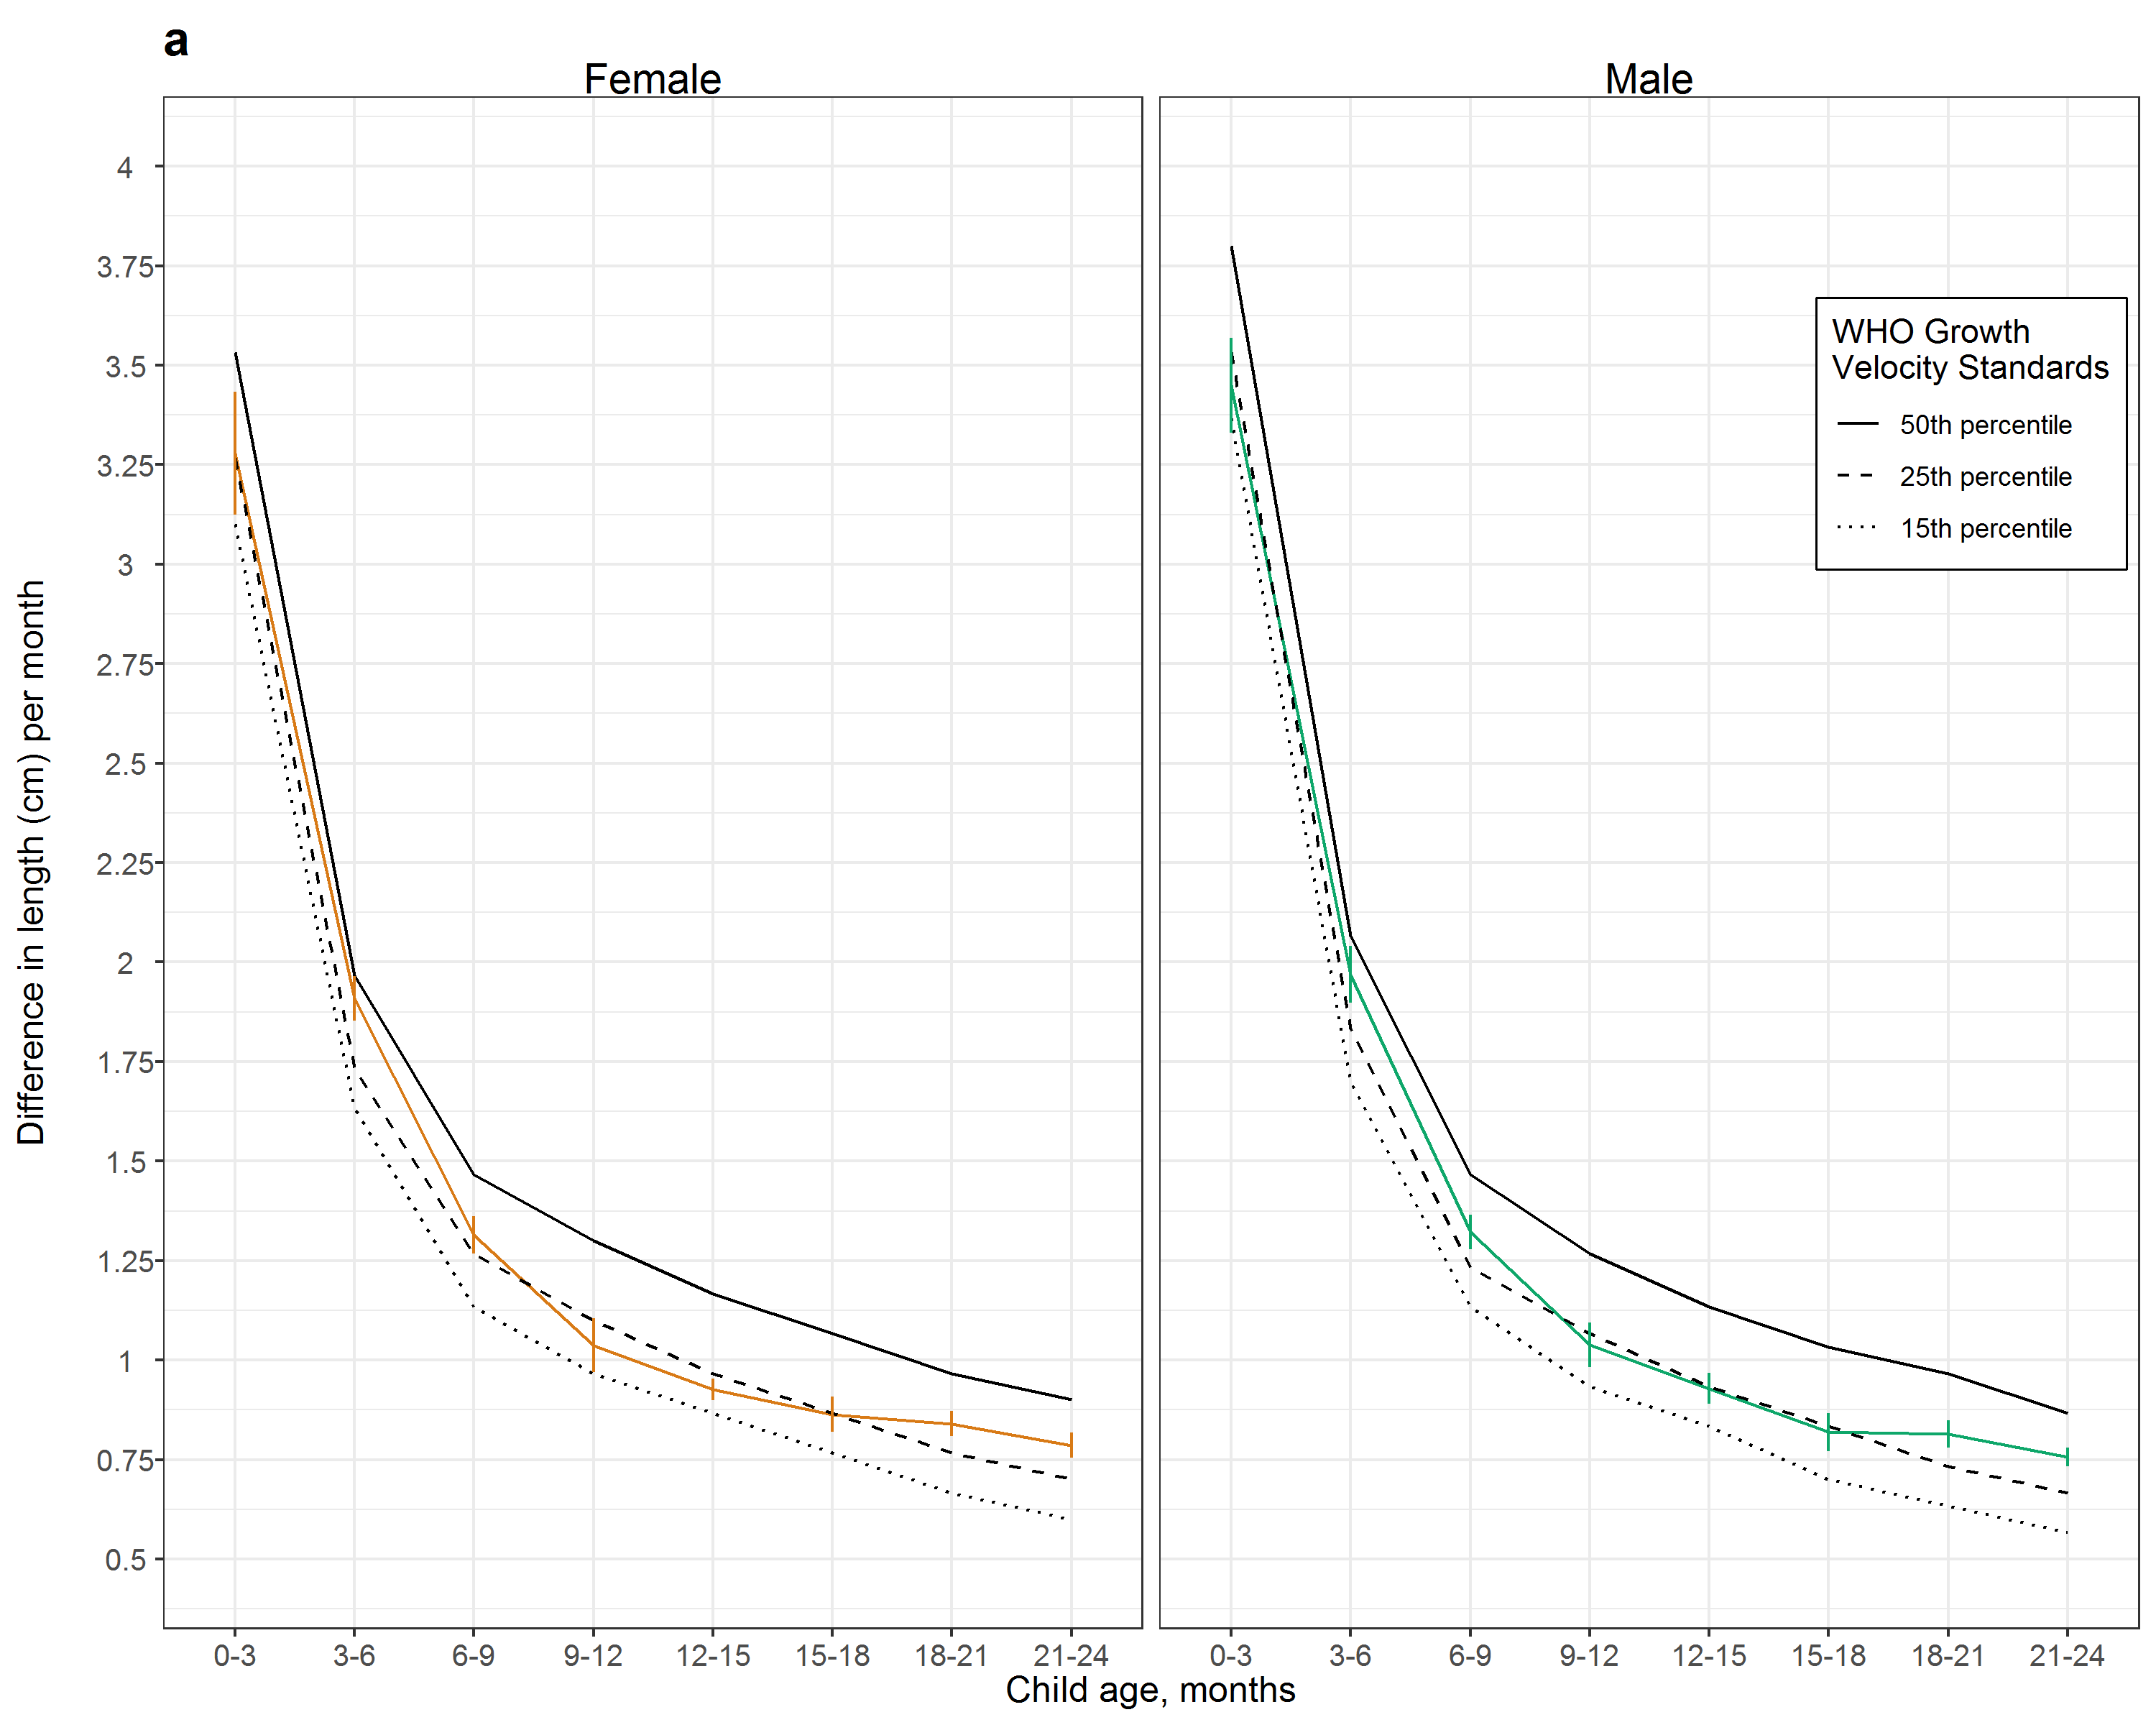 a
Female
Male
4
3.75
3.5
3.25
3
2.75
2.5
2.25
2
1.75
1.5
1.25
1
0.75
0.5
Difference in length (cm) per month
WHO Growth
Velocity Standards
50th percentile
25th percentile
15th percentile
0-3 3-6 6-9 9-12 12-15 15-18 18-21 21-24
0-3 3-6 6-9 9-12 12-15 15-18 18-21 21-24
Child age, months